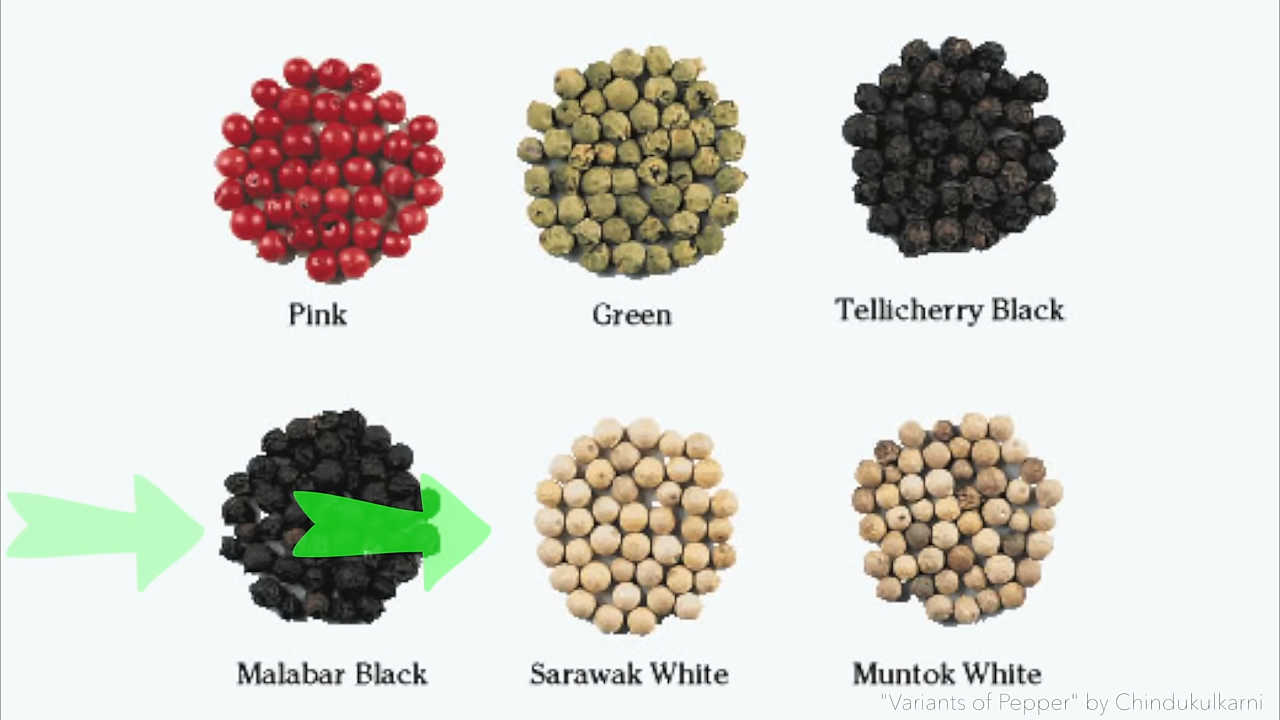 Pink
Green
Tellicherry Black
Malabar Black
Sarawak White
Muntok White
"Variants of Pepper" by Chindukulkarni